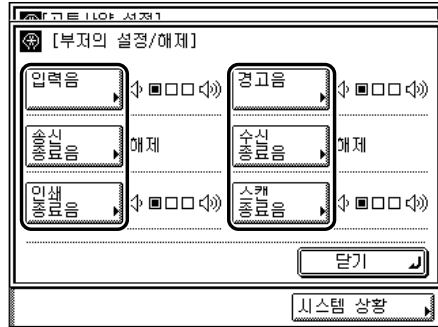 [부저의 설정/해제]
입력음
경고음
송신
종료음
해제
수신
종료음
해제
인쇄
종료음
스캔
종료음
닫기
시스템 상황